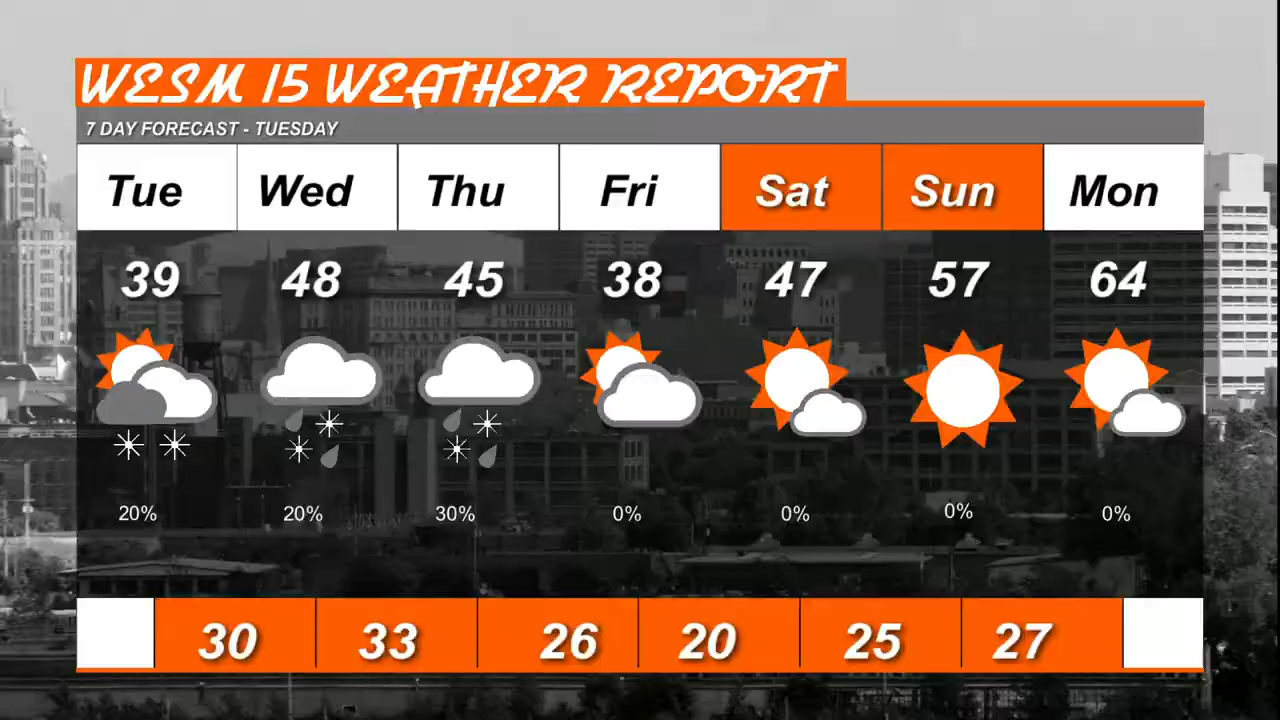 WESM 15 WEATHER REPORT
7 DAY FORECAST - TUESDAY
Tue Wed Thu Fri Sat Sun Mon
39 48 45 38 47 57 64
20% 20% 30% 0% 0% 0% 0%
30 33 26 20 25 27